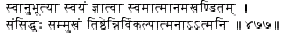 स्वानुभूत्या स्वयं ज्ञात्वा स्वमात्मानमखण्डितम् ।
संसिद्धः सम्मुखं तिष्ठेन्निर्विकल्पात्मनाऽऽत्मनि ॥ ४७७॥